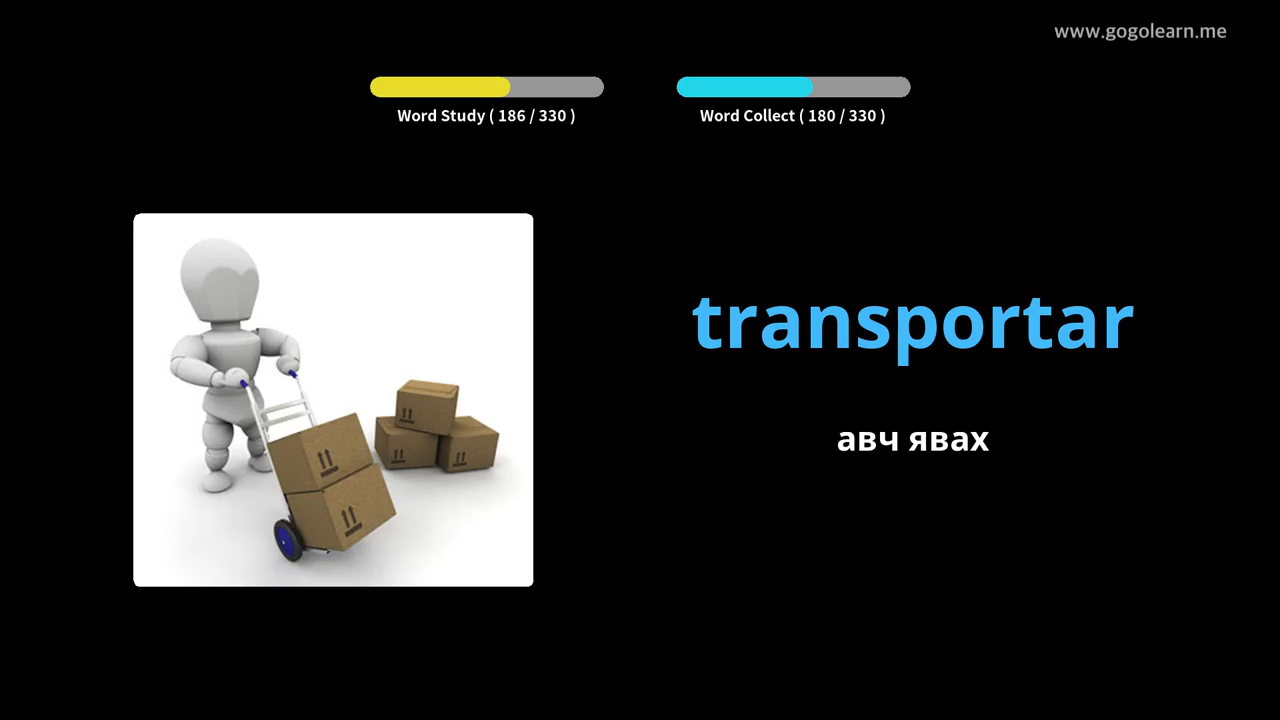 www.gogolearn.me
Word Study ( 186 / 330 )
Word Collect ( 180 / 330 )
transportar
авч явах